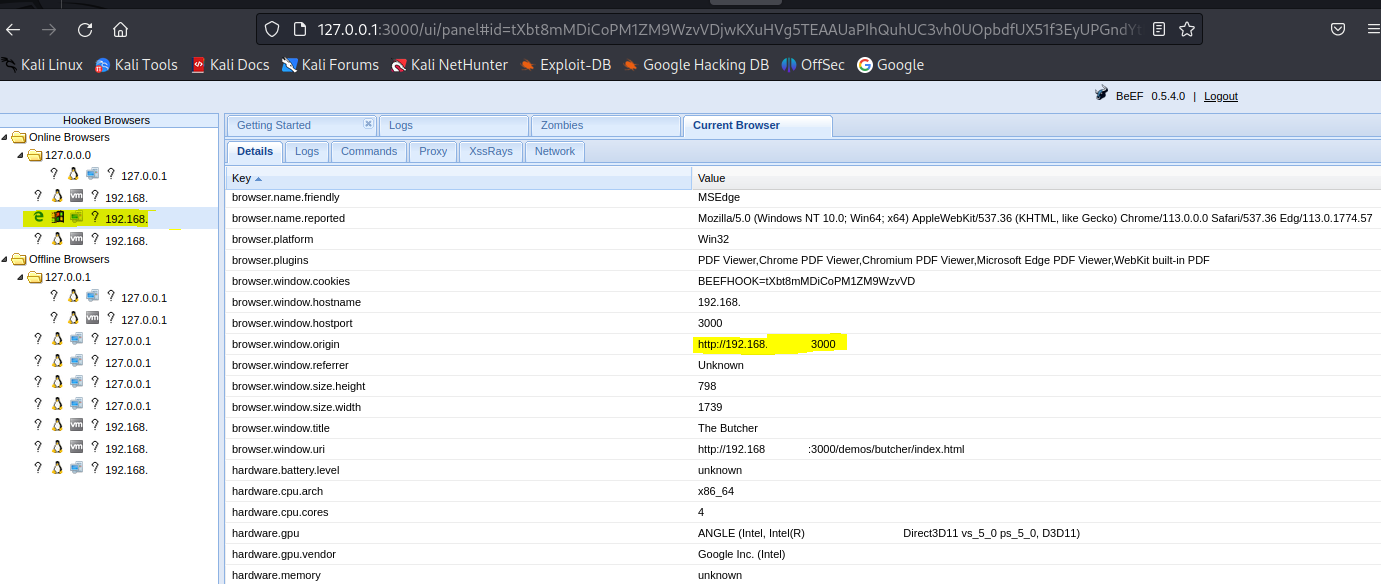 127.0.0.1:3000/ui/panel#id=tXbt8mMDiCoPM1ZM9WzvVDjwKXuHVg5TEAAUaPIhQuhUC3vh0UOpbdfUX51f3EyUPGndYt
Kali Linux Kali Tools Kali Docs Kali Forums Kali NetHunter Exploit-DB Google Hacking DB OffSec Google
BeEF 0.5.4.0 | Logout
Hooked Browsers
Online Browsers
127.0.0.0
? ? 127.0.0.1
? vm ? 192.168.
? 192.168.
? vm ? 192.168.
Offline Browsers
127.0.0.1
? ? 127.0.0.1
? vm ? 127.0.0.1
? ? 127.0.0.1
? ? 127.0.0.1
? ? 127.0.0.1
? ? 127.0.0.1
? vm ? 192.168.
? vm ? 192.168.
? ? 192.168.
Getting Started Logs Zombies Current Browser
Details Logs Commands Proxy XssRays Network
Key Value
browser.name.friendly MSEdge
browser.name.reported Mozilla/5.0 (Windows NT 10.0; Win64; x64) AppleWebKit/537.36 (KHTML, like Gecko) Chrome/113.0.0.0 Safari/537.36 Edg/113.0.1774.57
browser.platform Win32
browser.plugins PDF Viewer,Chrome PDF Viewer,Chromium PDF Viewer,Microsoft Edge PDF Viewer,WebKit built-in PDF
browser.window.cookies BEEFHOOK=tXbt8mMDiCoPM1ZM9WzvVD
browser.window.hostname 192.168.
browser.window.hostport 3000
browser.window.origin http://192.168. 3000
browser.window.referrer Unknown
browser.window.size.height 798
browser.window.size.width 1739
browser.window.title The Butcher
browser.window.uri http://192.168 :3000/demos/butcher/index.html
hardware.battery.level unknown
hardware.cpu.arch x86_64
hardware.cpu.cores 4
hardware.gpu ANGLE (Intel, Intel(R) Direct3D11 vs_5_0 ps_5_0, D3D11)
hardware.gpu.vendor Google Inc. (Intel)
hardware.memory unknown